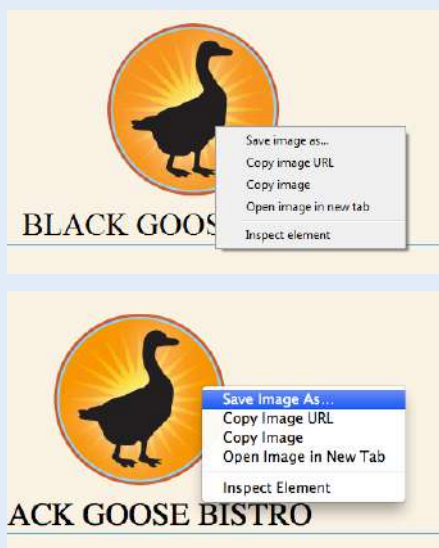 Save image as...
Copy image URL
Copy image
Open image in new tab
BLACK GOOS
Inspect element
Save Image As...
Copy Image URL
Copy Image
Open Image in New Tab
Inspect Element
ACK GOOSE BISTRO